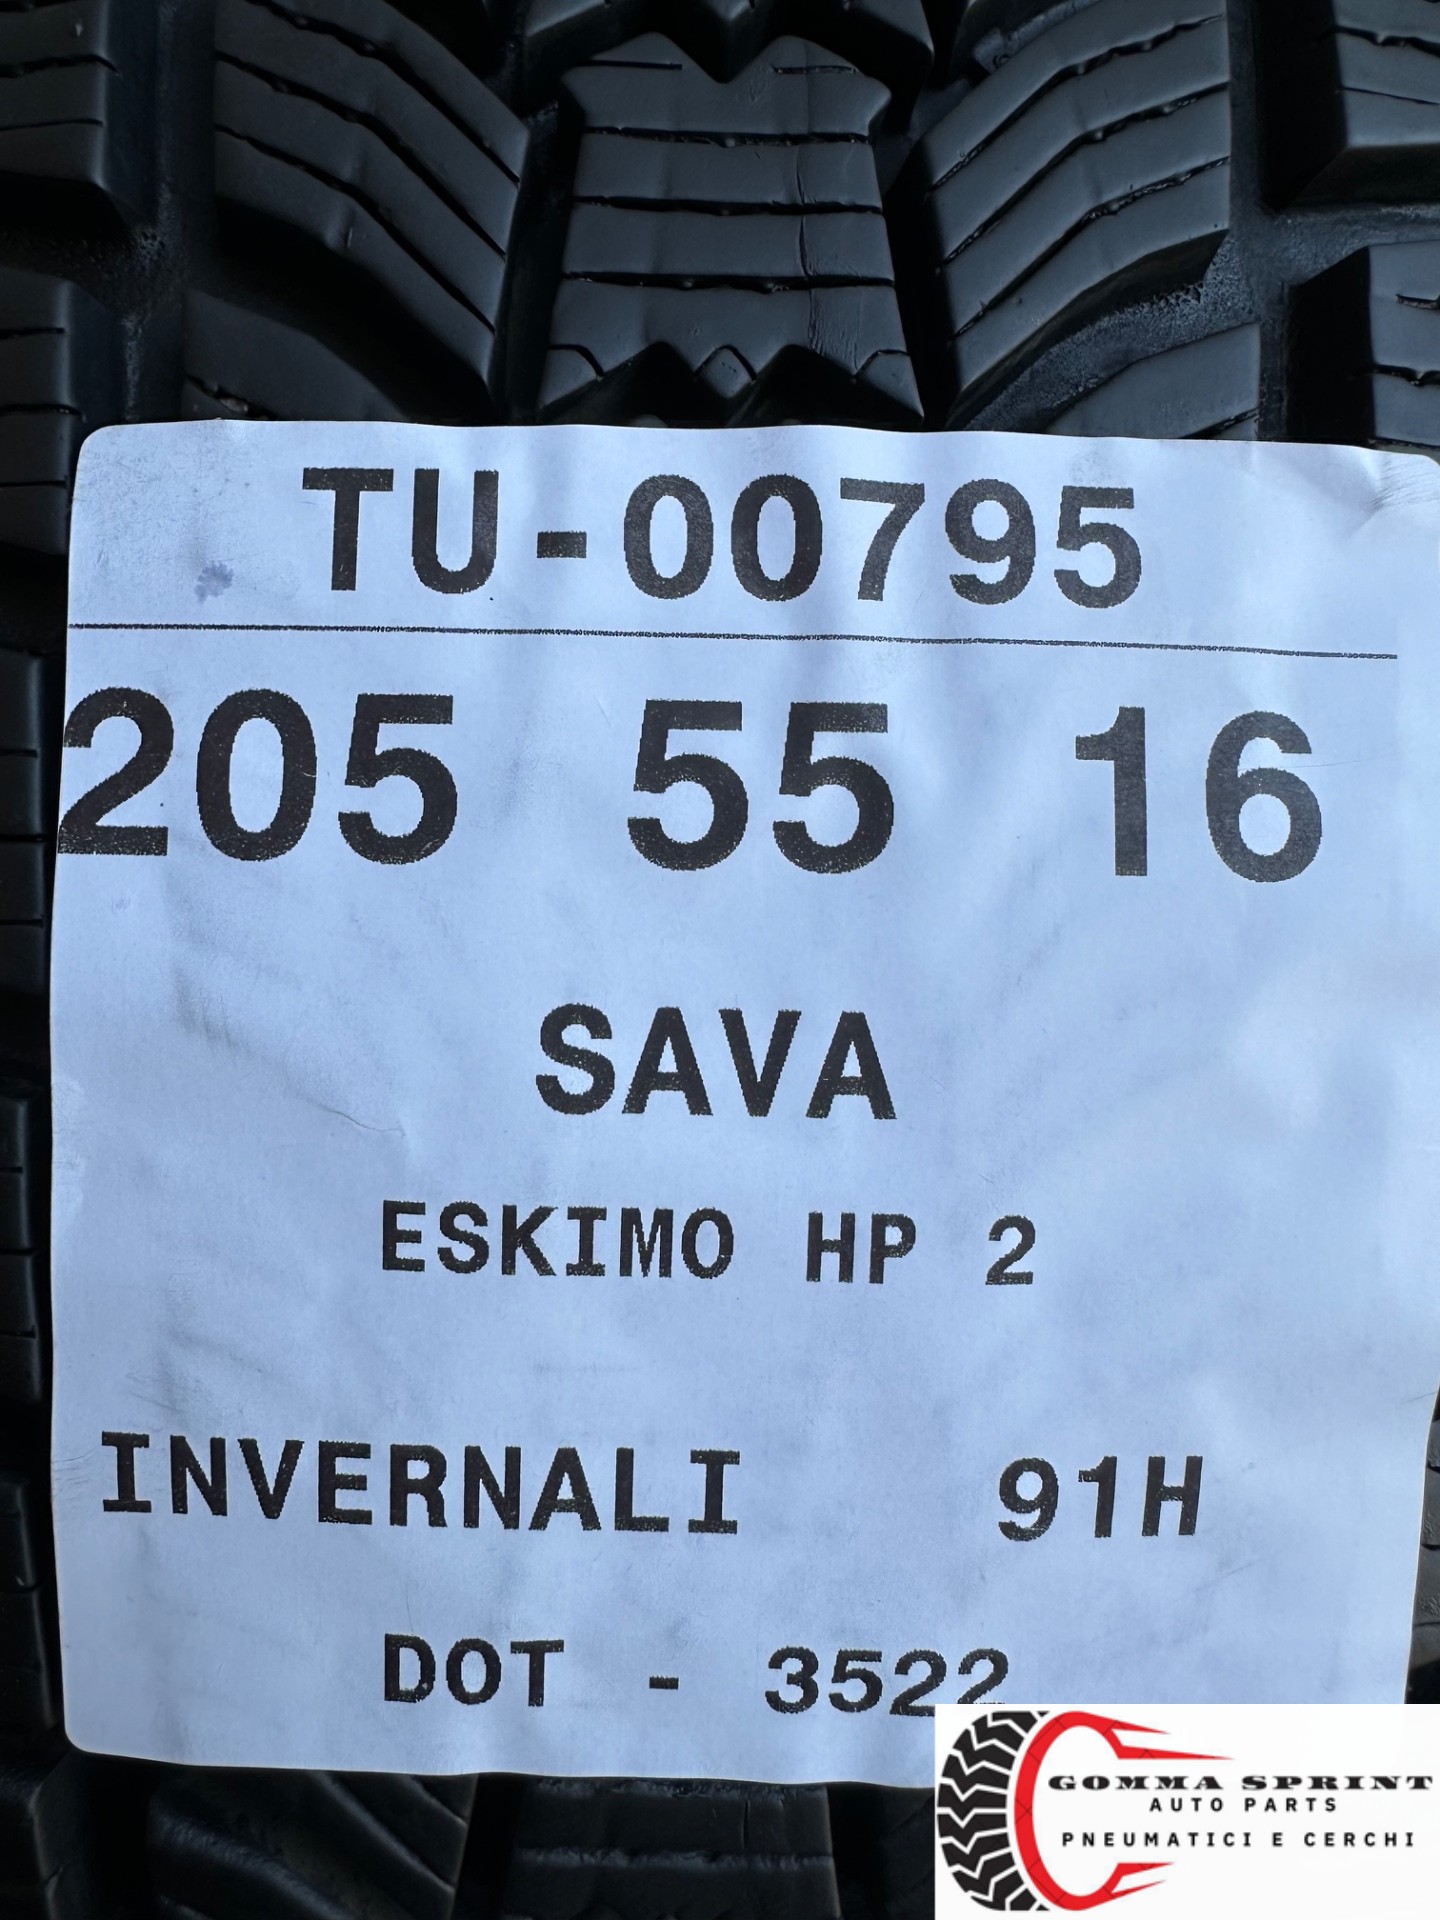 TU-00795
205 55 16
SAVA
ESKIMO HP 2
INVERNALI 91H
DOT - 3522
GOMMA SPRINT
AUTO PARTS
PNEUMATICI E CERCHI